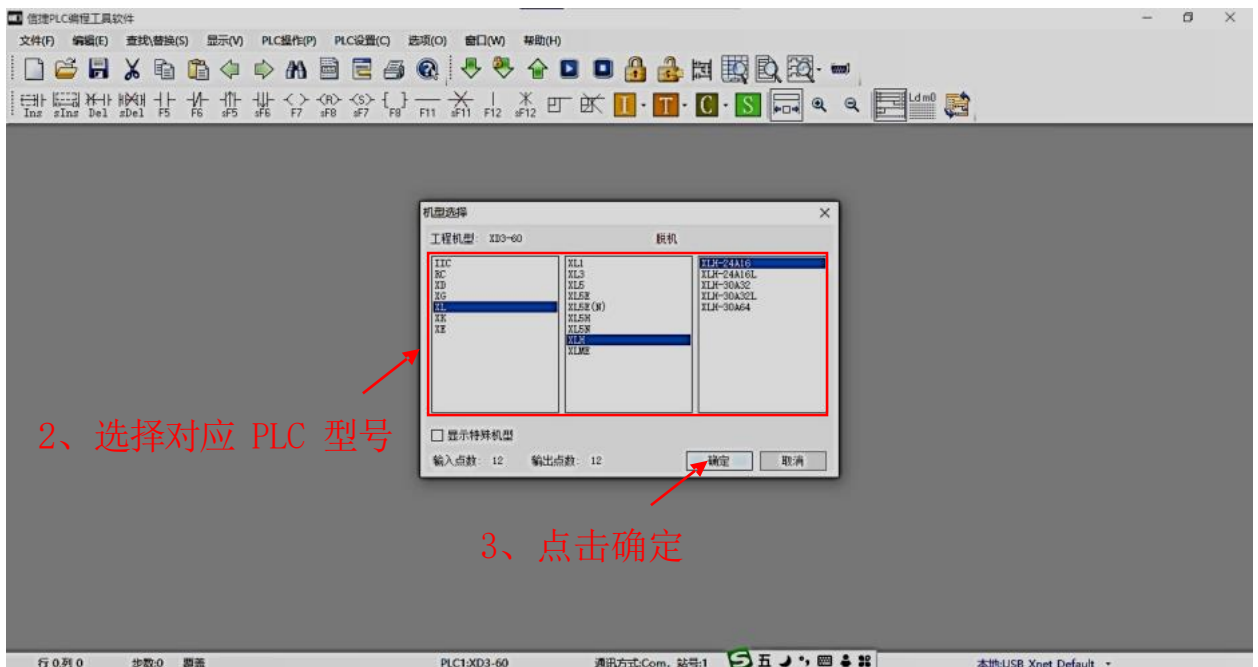 信捷PLC编程工具软件
文件(F) 编辑(E) 查找\替换(S) 显示(V) PLC操作(P) PLC设置(C) 选项(O) 窗口(W) 帮助(H)
Ins sIns Del sDel F5 F6 sF5 sF6 F7 sF8 sF7 F8 F11 sF11 F12 sF12 I T C S Ld m0
机型选择
工程机型: XD3-60 脱机
IIC
RC
XD
XG
XL
XK
XE
XL1
XL3
XL5
XL5E
XL5E(N)
XL5H
XL5N
XLH
XLME
XLH-24A16
XLH-24A16L
XLH-30A32
XLH-30A32L
XLH-30A64
2、选择对应 PLC 型号
显示特殊机型
输入点数: 12 输出点数: 12 确定 取消
3、点击确定
行 0,列 0 步数:0 覆盖 PLC1:XD3-60 通讯方式:Com, 站号:1 S 五 本地:USB Xnet Default